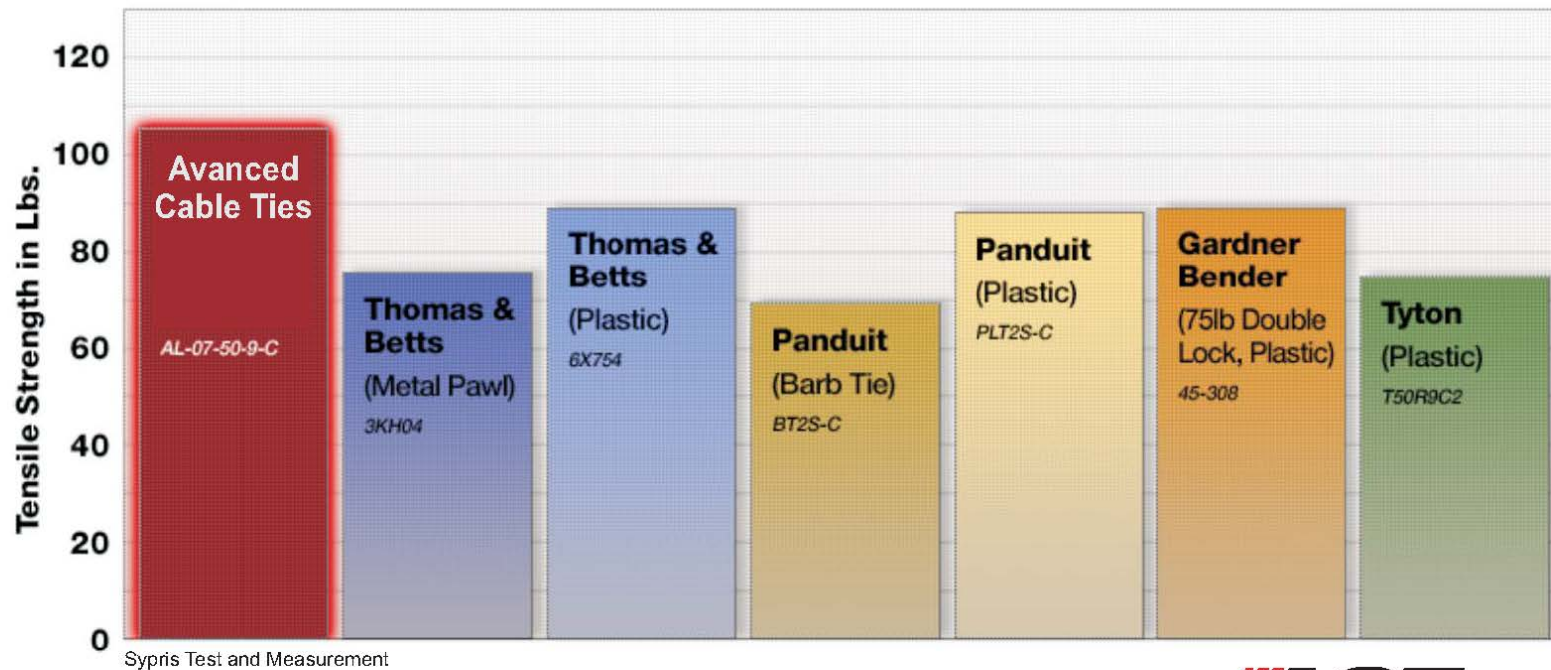 Tensile Strength in Lbs.
120
100
80
60
40
20
0
Avanced
Cable Ties
AL-07-50-9-C
Thomas &
Betts
(Metal Pawl)
3KH04
Thomas &
Betts
(Plastic)
6X754
Panduit
(Barb Tie)
BT2S-C
Panduit
(Plastic)
PLT2S-C
Gardner
Bender
(75lb Double
Lock, Plastic)
45-308
Tyton
(Plastic)
T50R9C2
Sypris Test and Measurement